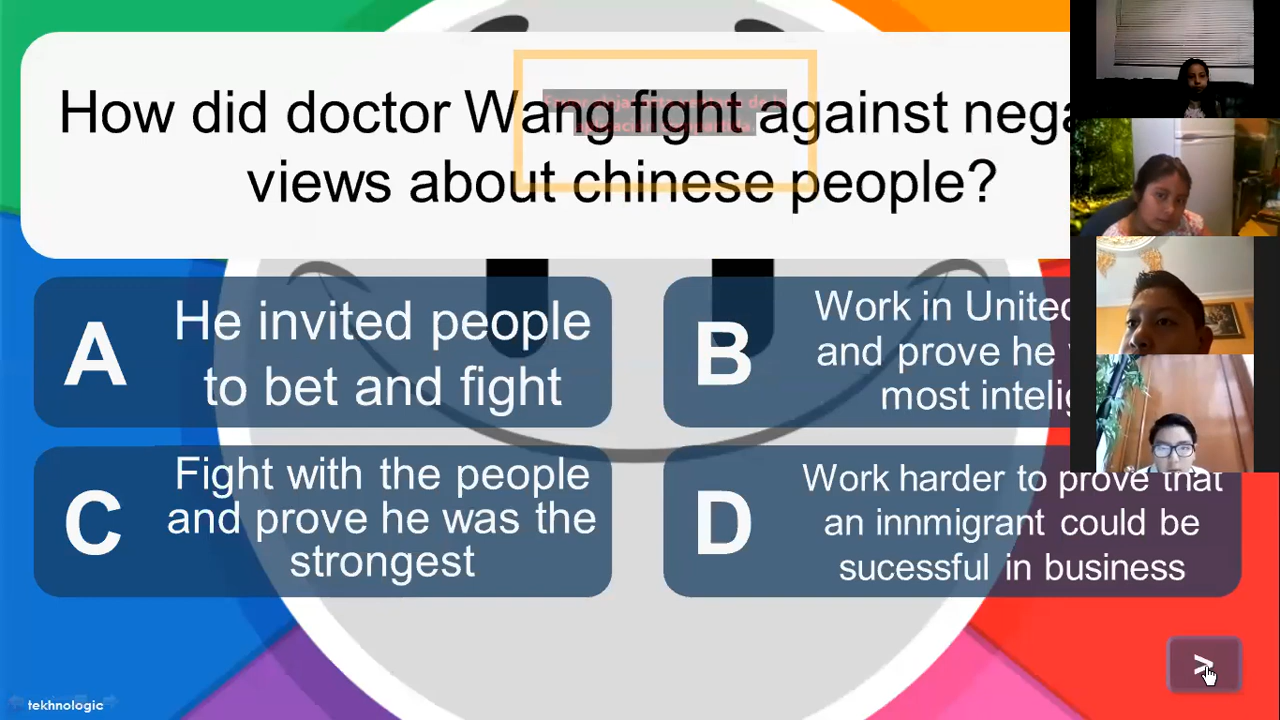 How did doctor Wang fight against nega
views about chinese people?
A
He invited people
to bet and fight
B
Work in United
and prove he
most intelig
C
Fight with the people
and prove he was the
strongest
D
Work harder to prove that
an innmigrant could be
sucessful in business
>
tekhnologic